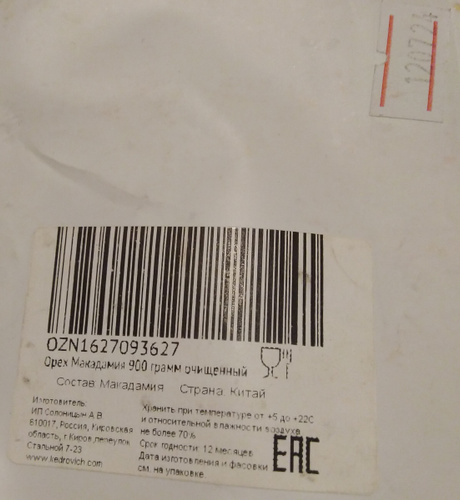 120724
OZN1627093627
Орех Макадамия 900 грамм очищенный
Состав Макадамия Страна Китай
Изготовитель:
ИП Солоницын А.В.
610017, Россия, Кировская
область, г.Киров, переулок
Стальной 7-23
www.kedrovich.com
Хранить при температуре от +5 до +22С
и относительной влажности воздуха
не более 70%
Срок годности: 12 месяцев
Дата изготовления и фасовки
см. на упаковке.
EAC